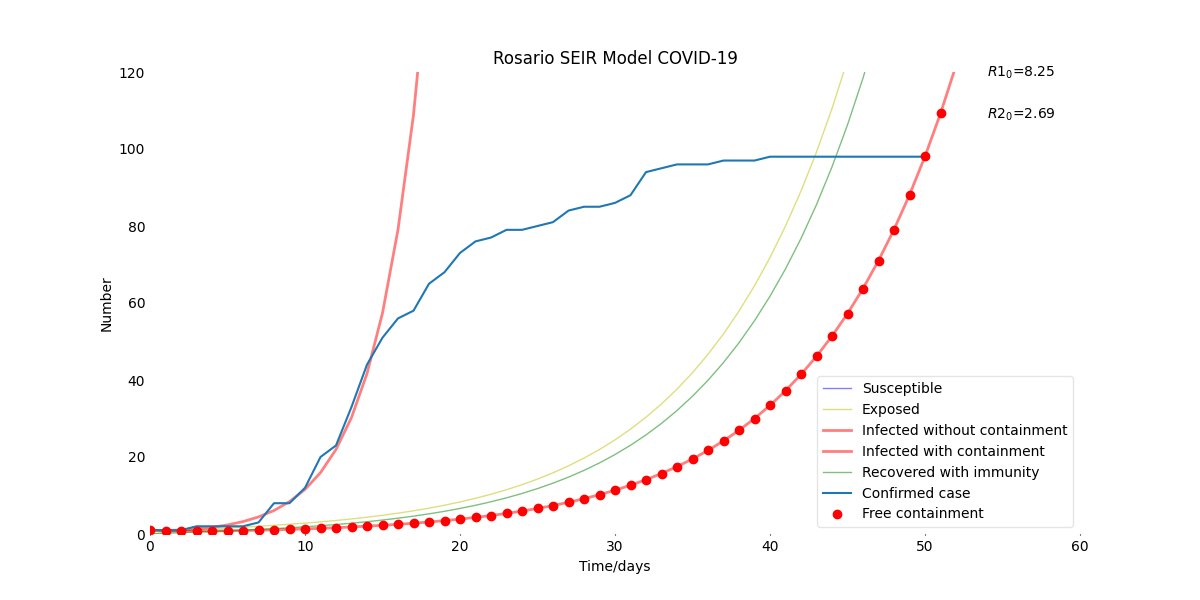 Rosario SEIR Model COVID-19
R1₀=8.25
R2₀=2.69
Number
120
100
80
60
40
20
0
0 10 20 30 40 50 60
Time/days
Susceptible
Exposed
Infected without containment
Infected with containment
Recovered with immunity
Confirmed case
Free containment